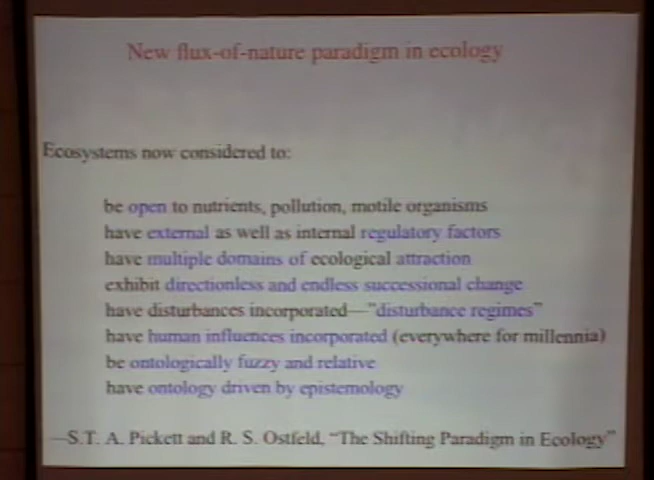 New flux-of-nature paradigm in ecology
Ecosystems now considered to:
be open to nutrients, pollution, motile organisms
have external as well as internal regulatory factors
have multiple domains of ecological attraction
exhibit directionless and endless successional change
have disturbances incorporated—"disturbance regimes"
have human influences incorporated (everywhere for millennia)
be ontologically fuzzy and relative
have ontology driven by epistemology
—S.T. A. Pickett and R. S. Ostfeld, "The Shifting Paradigm in Ecology"